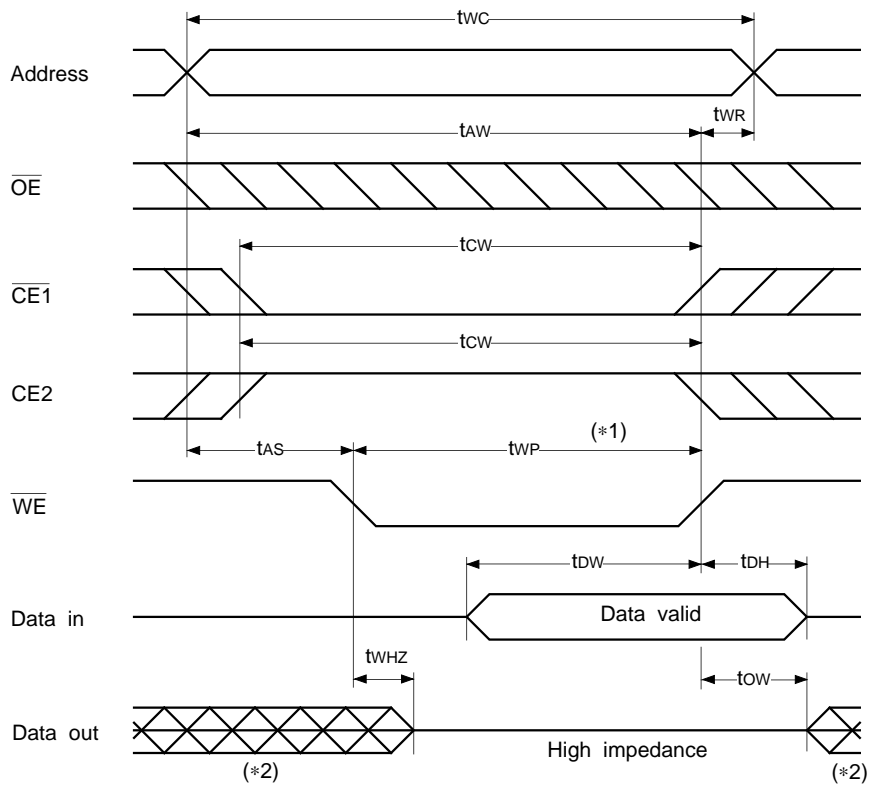 tWC
Address
tAW
tWR
OE
tCW
CE1
tCW
CE2
tAS
tWP
(*1)
WE
tDW
tDH
Data in
Data valid
tWHZ
tOW
Data out
High impedance
(*2)
(*2)